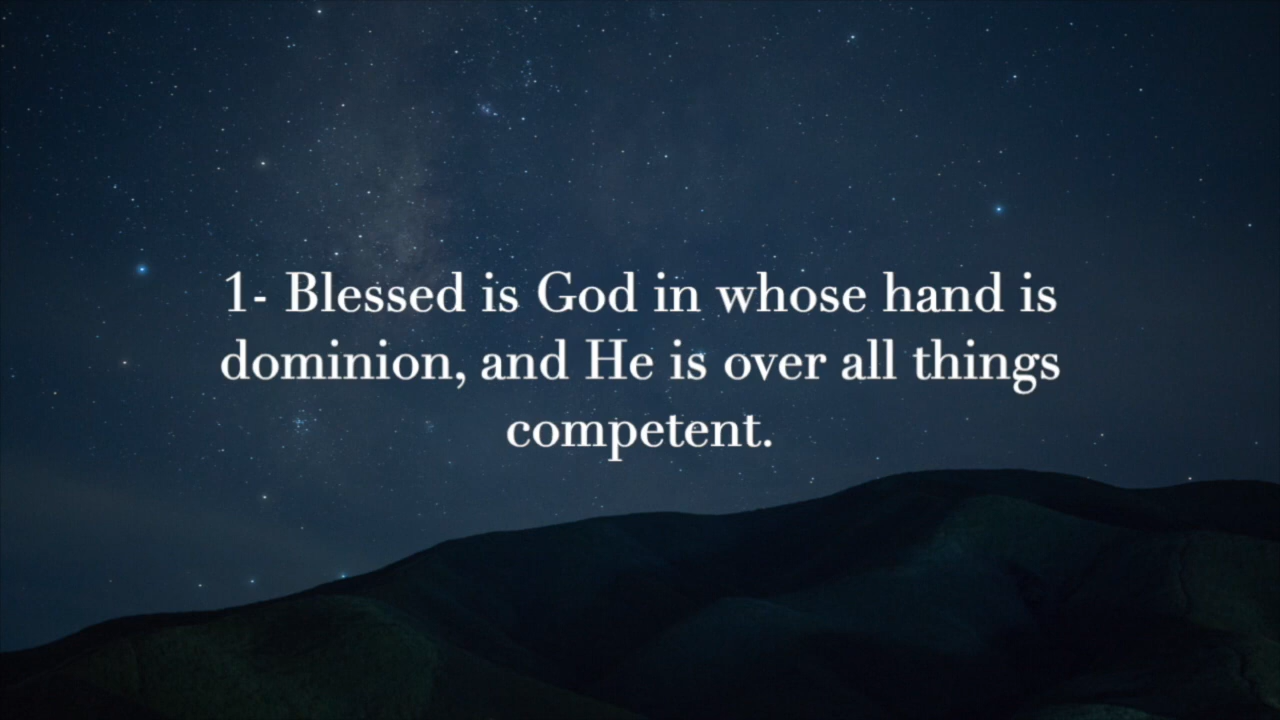 1- Blessed is God in whose hand is
dominion, and He is over all things
competent.